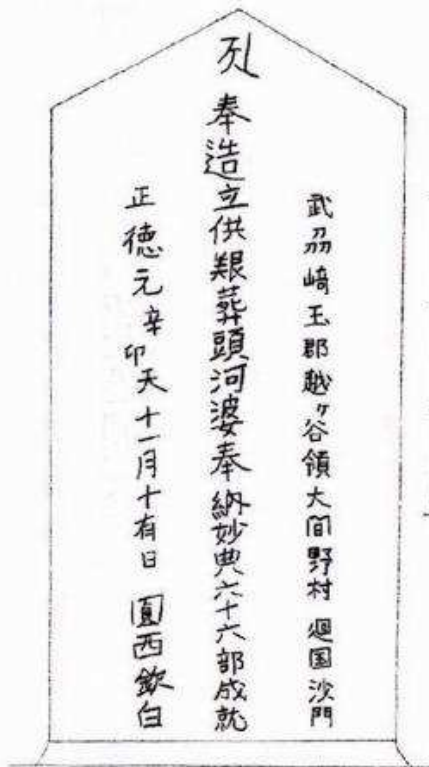 武刕崎玉郡越ヶ谷領大間野村 廻国沙門
奉造立供艱葬頭河婆奉納妙典六十六部成就
正徳元辛卯天十一月十有日 圓西欽白